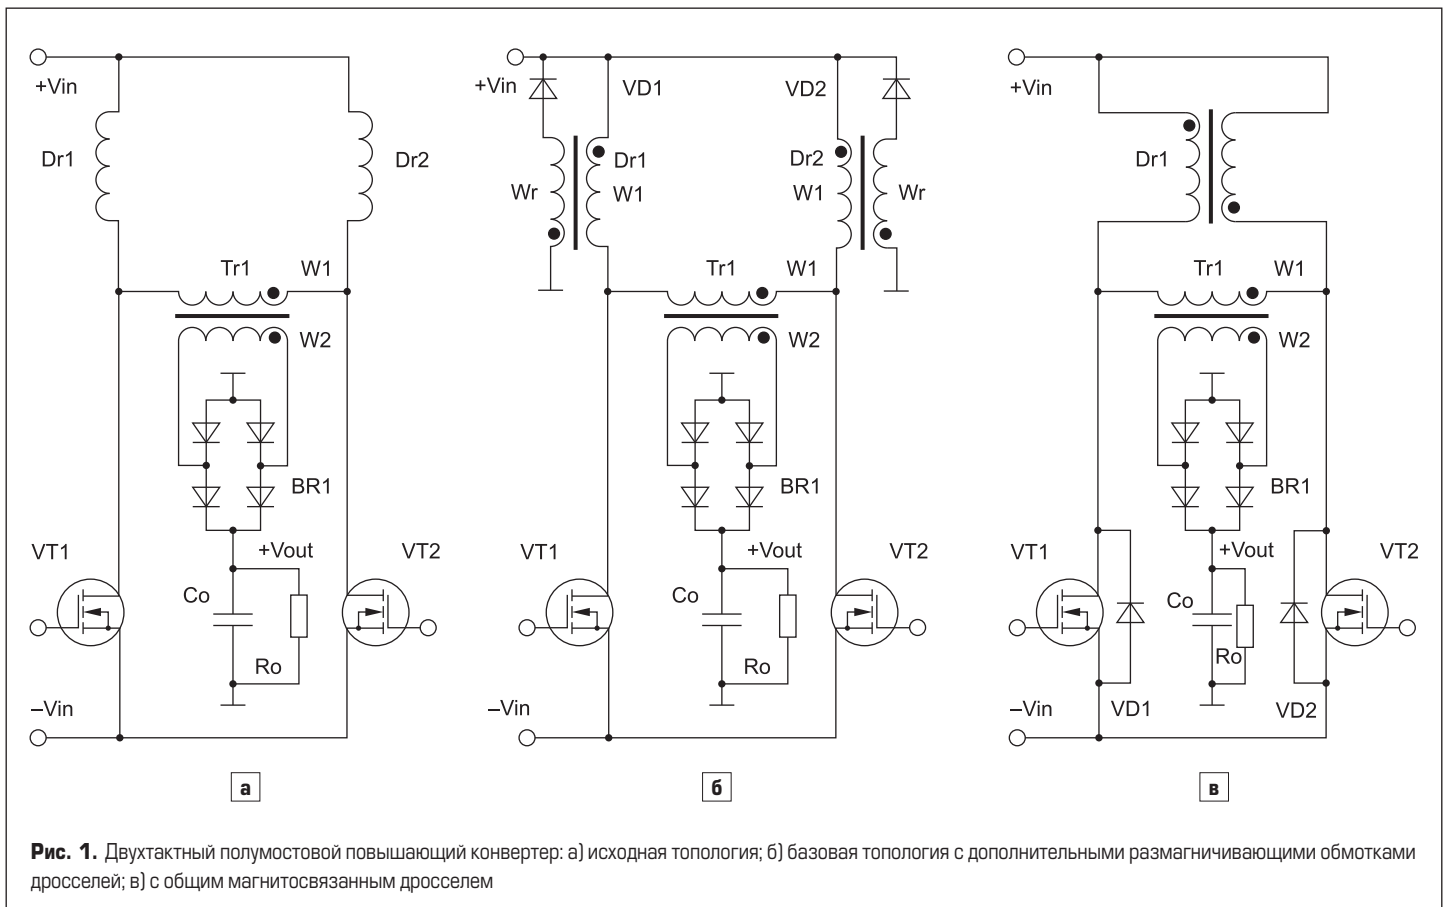 +Vin
Dr1
Dr2
Tr1
W1
W2
BR1
VT1
+Vout
VT2
Co
Ro
–Vin
а
+Vin
VD1
VD2
Wr
Dr1
W1
Dr2
W1
Wr
Tr1
W1
W2
BR1
VT1
+Vout
VT2
Co
Ro
–Vin
б
+Vin
Dr1
Tr1
W1
W2
BR1
VT1
+Vout
VT2
Co
Ro
–Vin
VD1
VD2
в
Рис. 1. Двухтактный полумостовой повышающий конвертер: а) исходная топология; б) базовая топология с дополнительными размагничивающими обмотками
дросселей; в) с общим магнитосвязанным дросселем